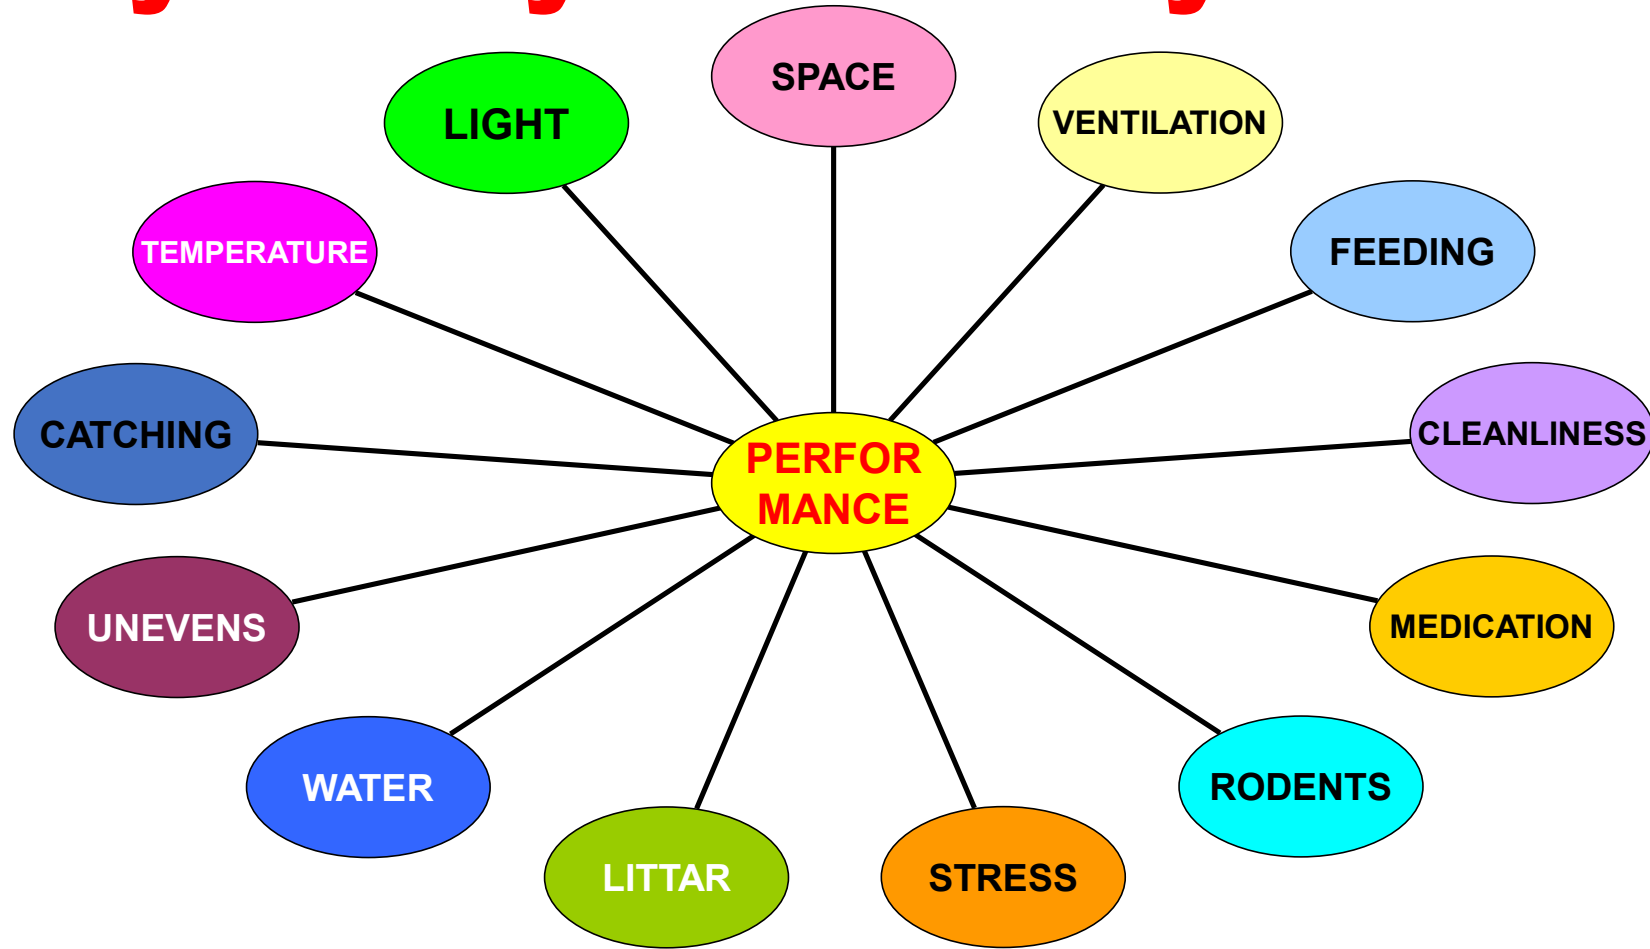 SPACE
LIGHT
VENTILATION
TEMPERATURE
FEEDING
CATCHING
CLEANLINESS
PERFOR
MANCE
UNEVENS
MEDICATION
WATER
RODENTS
LITTAR
STRESS